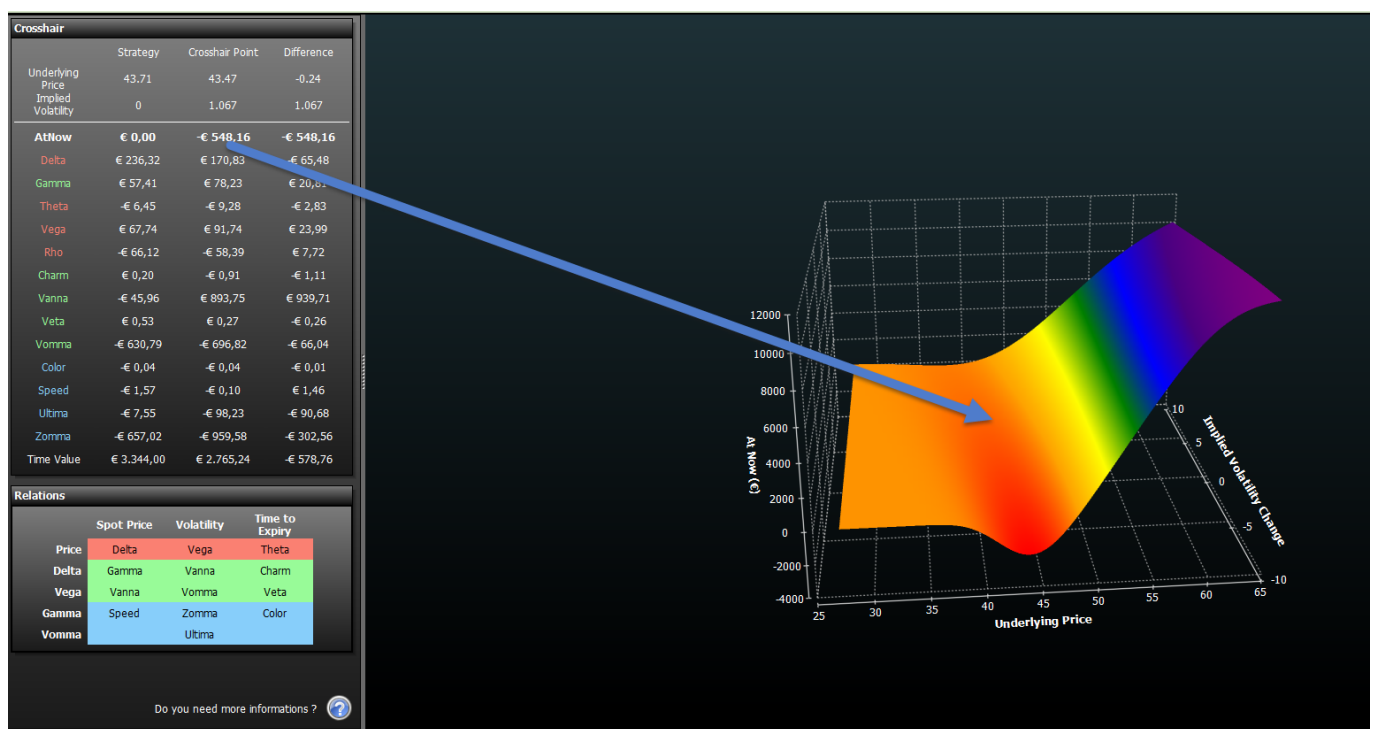 Crosshair
Strategy Crosshair Point Difference
Underlying Price 43.71 43.47 -0.24
Implied Volatility 0 1.067 1.067
AtNow € 0,00 -€ 548,16 -€ 548,16
Delta € 236,32 € 170,83 -€ 65,48
Gamma € 57,41 € 78,23 € 20,81
Theta -€ 6,45 -€ 9,28 -€ 2,83
Vega € 67,74 € 91,74 € 23,99
Rho -€ 66,12 -€ 58,39 € 7,72
Charm € 0,20 -€ 0,91 -€ 1,11
Vanna -€ 45,96 € 893,75 € 939,71
Veta € 0,53 € 0,27 -€ 0,26
Vomma -€ 630,79 -€ 696,82 -€ 66,04
Color -€ 0,04 -€ 0,04 -€ 0,01
Speed -€ 1,57 -€ 0,10 € 1,46
Ultima -€ 7,55 -€ 98,23 -€ 90,68
Zomma -€ 657,02 -€ 959,58 -€ 302,56
Time Value € 3.344,00 € 2.765,24 -€ 578,76
Relations
Spot Price Volatility Time to Expiry
Price Delta Vega Theta
Delta Gamma Vanna Charm
Vega Vanna Vomma Veta
Gamma Speed Zomma Color
Vomma Ultima
Do you need more informations ?
12000
10000
8000
6000
4000
2000
0
-2000
-4000
At Now (€)
25 30 35 40 45 50 55 60 65
Underlying Price
10
5
0
-5
-10
Implied Volatility Change